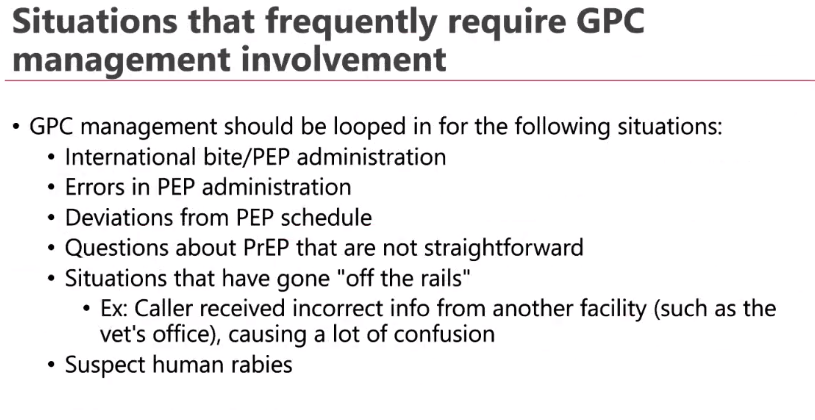 Situations that frequently require GPC
management involvement
• GPC management should be looped in for the following situations:
• International bite/PEP administration
• Errors in PEP administration
• Deviations from PEP schedule
• Questions about PrEP that are not straightforward
• Situations that have gone "off the rails"
• Ex: Caller received incorrect info from another facility (such as the
vet's office), causing a lot of confusion
• Suspect human rabies